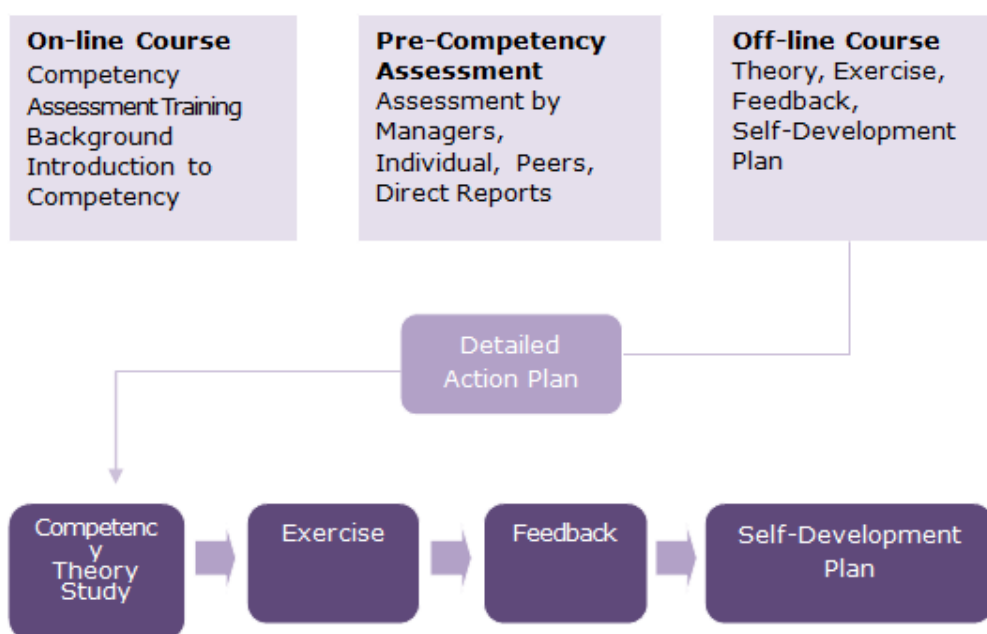 On-line Course
Competency
Assessment Training
Background
Introduction to
Competency
Pre-Competency
Assessment
Assessment by
Managers,
Individual, Peers,
Direct Reports
Off-line Course
Theory, Exercise,
Feedback,
Self-Development
Plan
Detailed
Action Plan
Competenc
y
Theory
Study
Exercise
Feedback
Self-Development
Plan